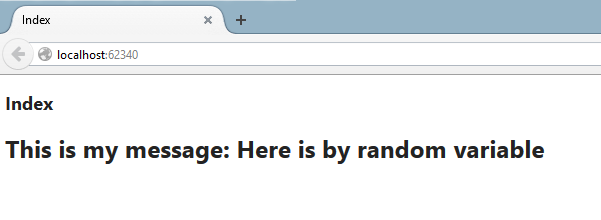 Index
localhost:62340
Index
This is my message: Here is by random variable